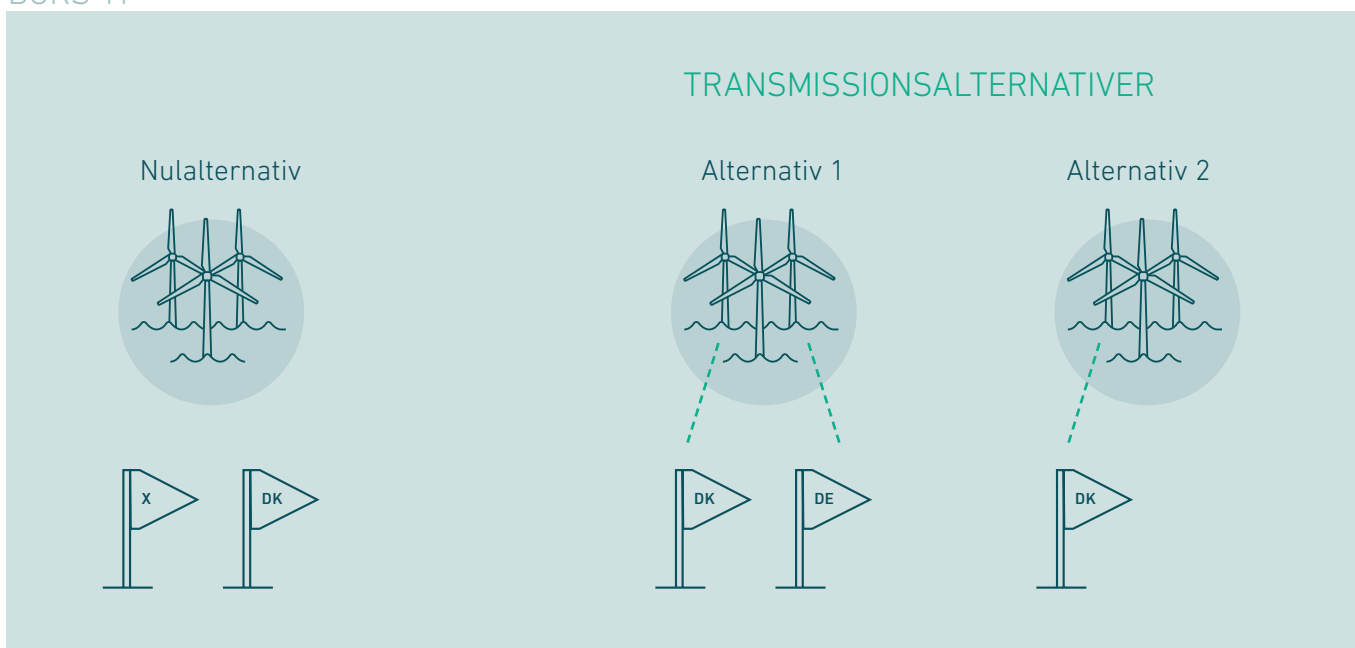 TRANSMISSIONSALTERNATIVER
Nulalternativ
Alternativ 1
Alternativ 2
X
DK
DK
DE
DK